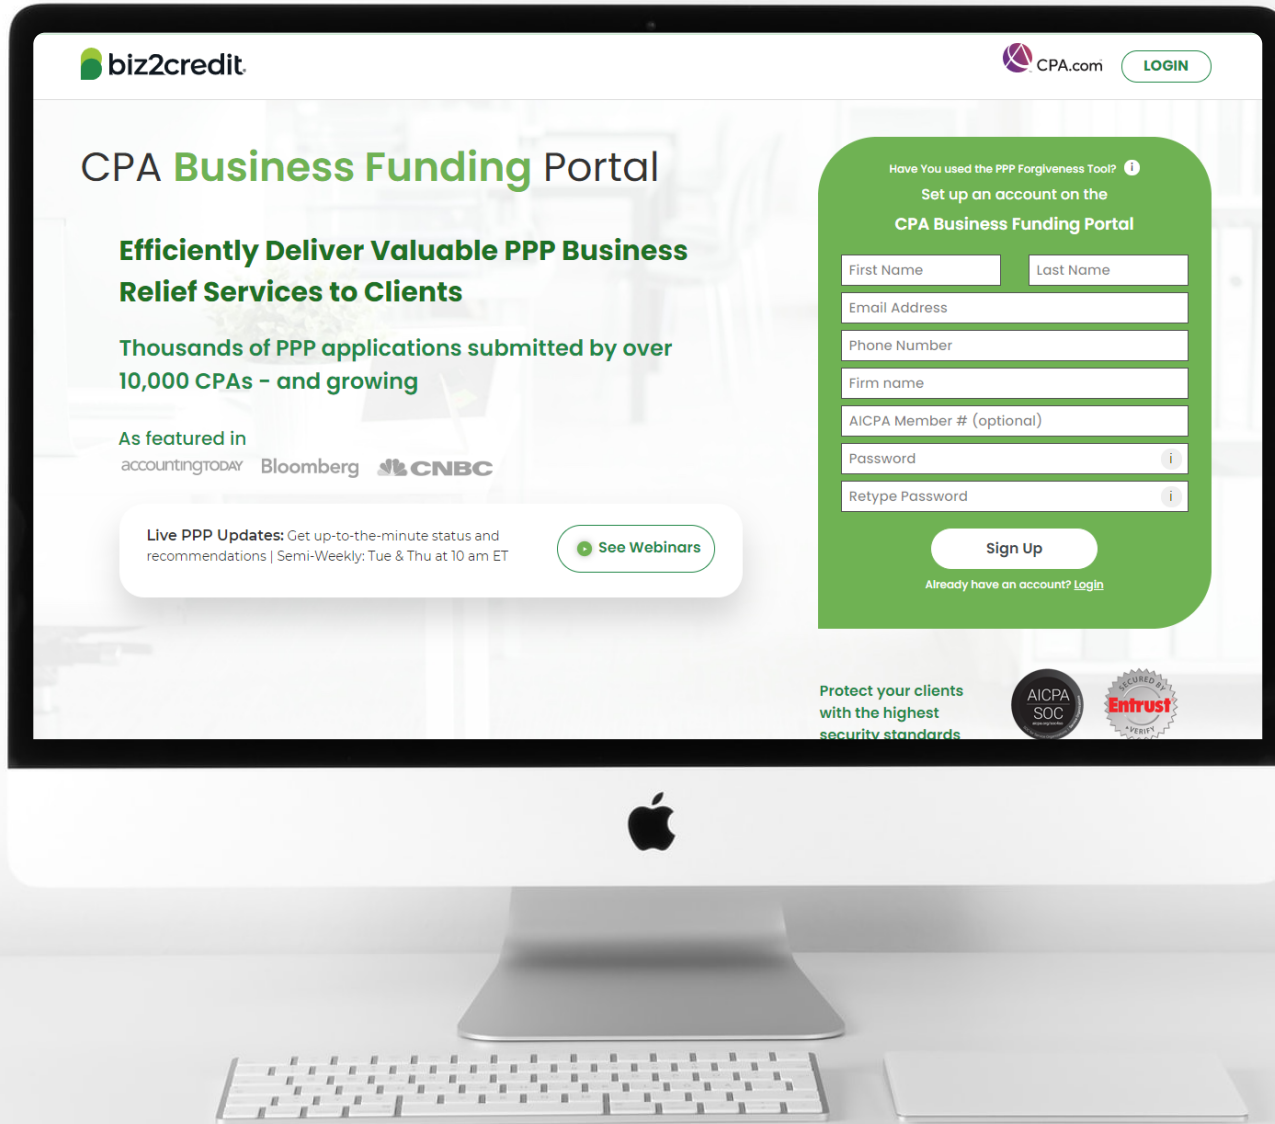 biz2credit
CPA.com
LOGIN
CPA Business Funding Portal
Efficiently Deliver Valuable PPP Business
Relief Services to Clients
Thousands of PPP applications submitted by over
10,000 CPAs - and growing
As featured in
accountingTODAY Bloomberg CNBC
Live PPP Updates: Get up-to-the-minute status and
recommendations | Semi-Weekly: Tue & Thu at 10 am ET
See Webinars
Have You used the PPP Forgiveness Tool? i
Set up an account on the
CPA Business Funding Portal
First Name Last Name
Email Address
Phone Number
Firm name
AICPA Member # (optional)
Password i
Retype Password i
Sign Up
Already have an account? Login
Protect your clients
with the highest
security standards
AICPA
SOC
SECURED BY
Entrust
VERIFY